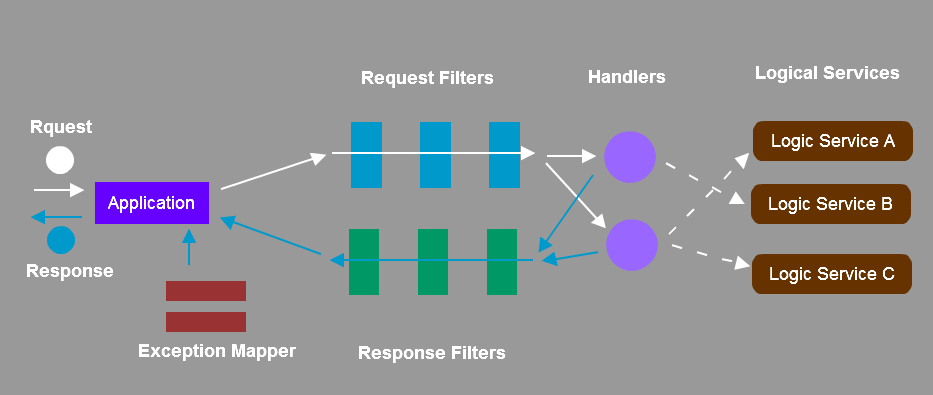 Request Filters
Handlers
Logical Services
Rquest
Logic Service A
Application
Logic Service B
Response
Logic Service C
Exception Mapper
Response Filters